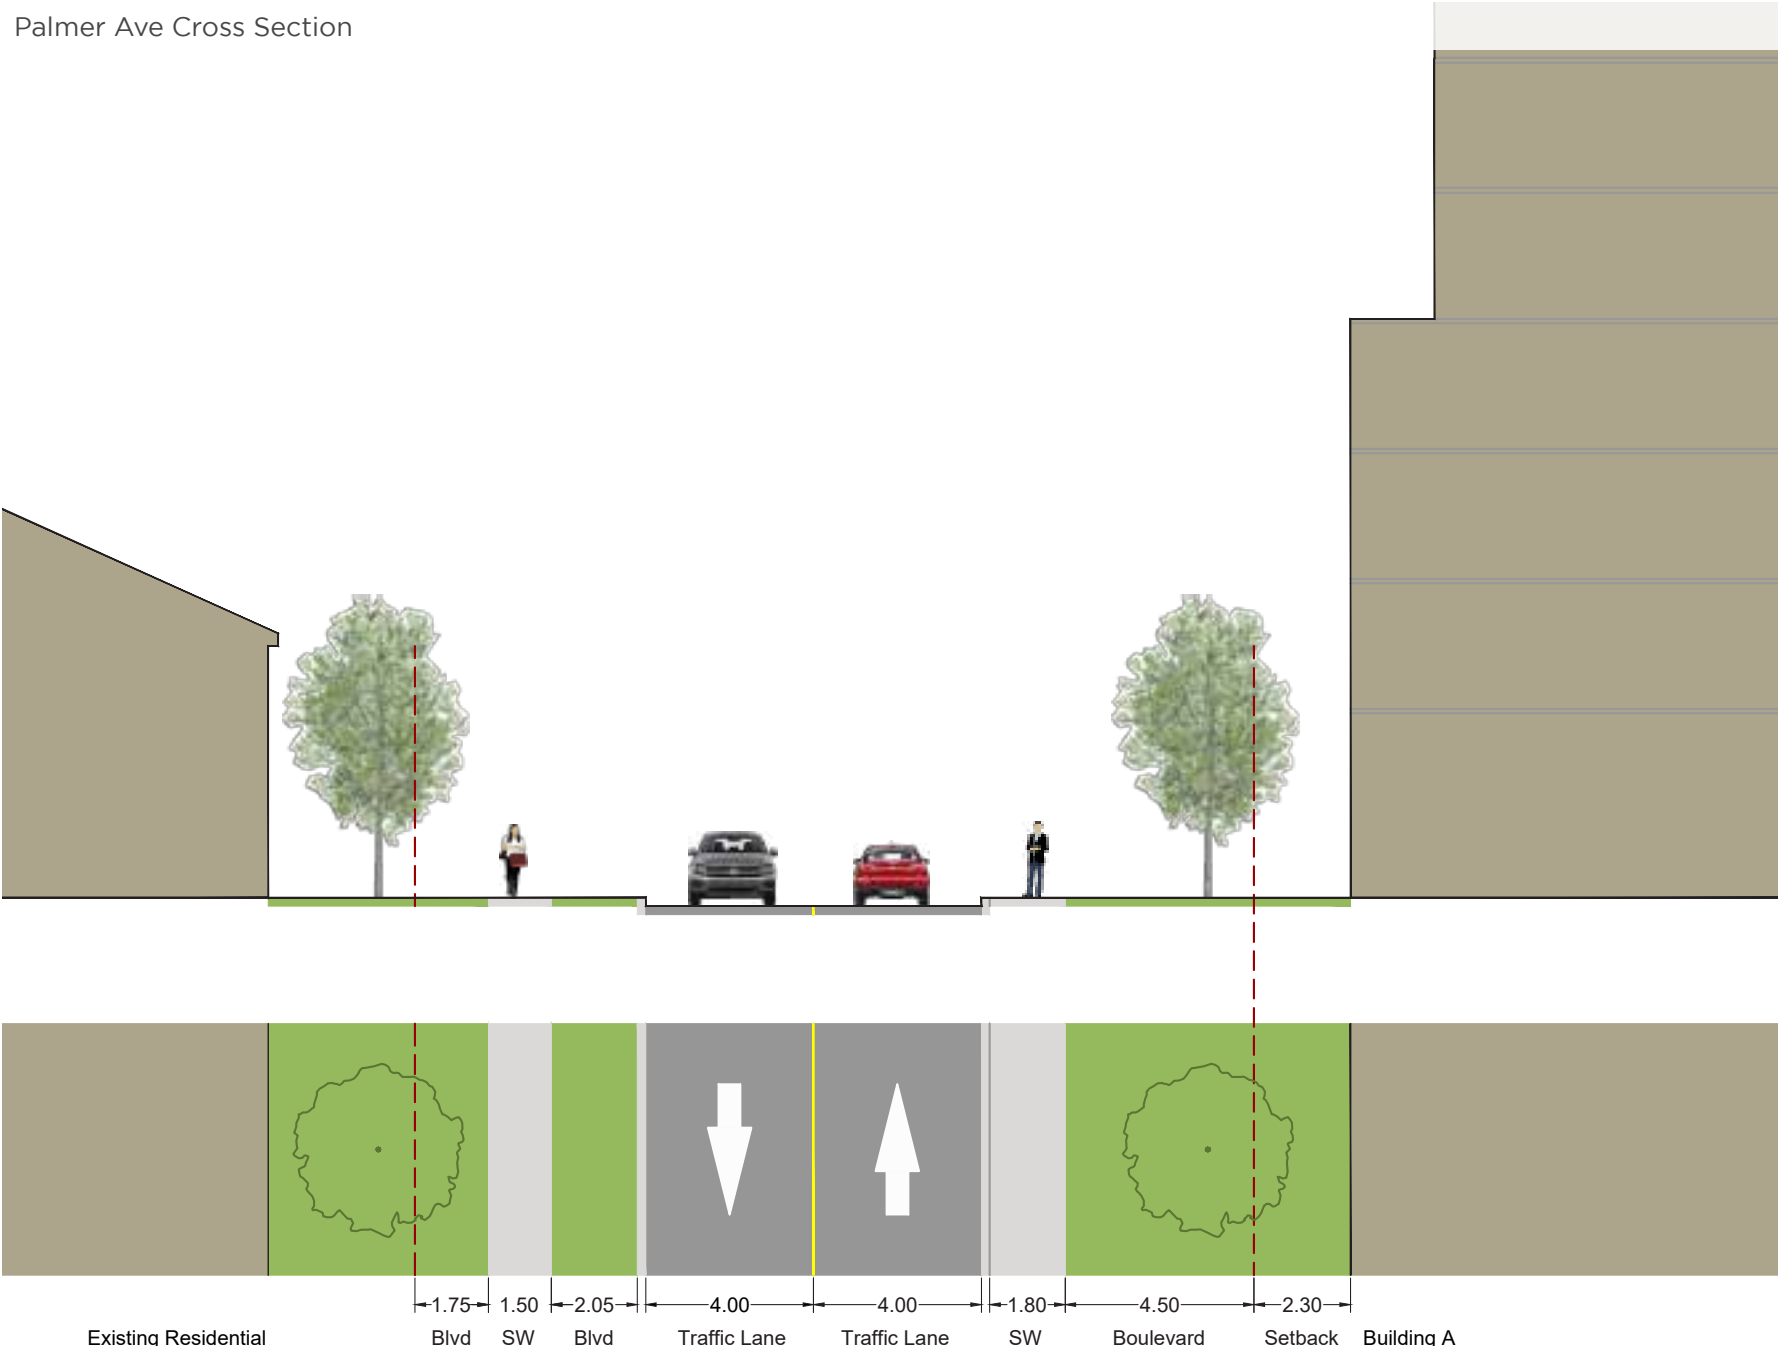 Palmer Ave Cross Section
1.75 1.50 2.05 4.00 4.00 1.80 4.50 2.30
Existing Residential Blvd SW Blvd Traffic Lane Traffic Lane SW Boulevard Setback Building A